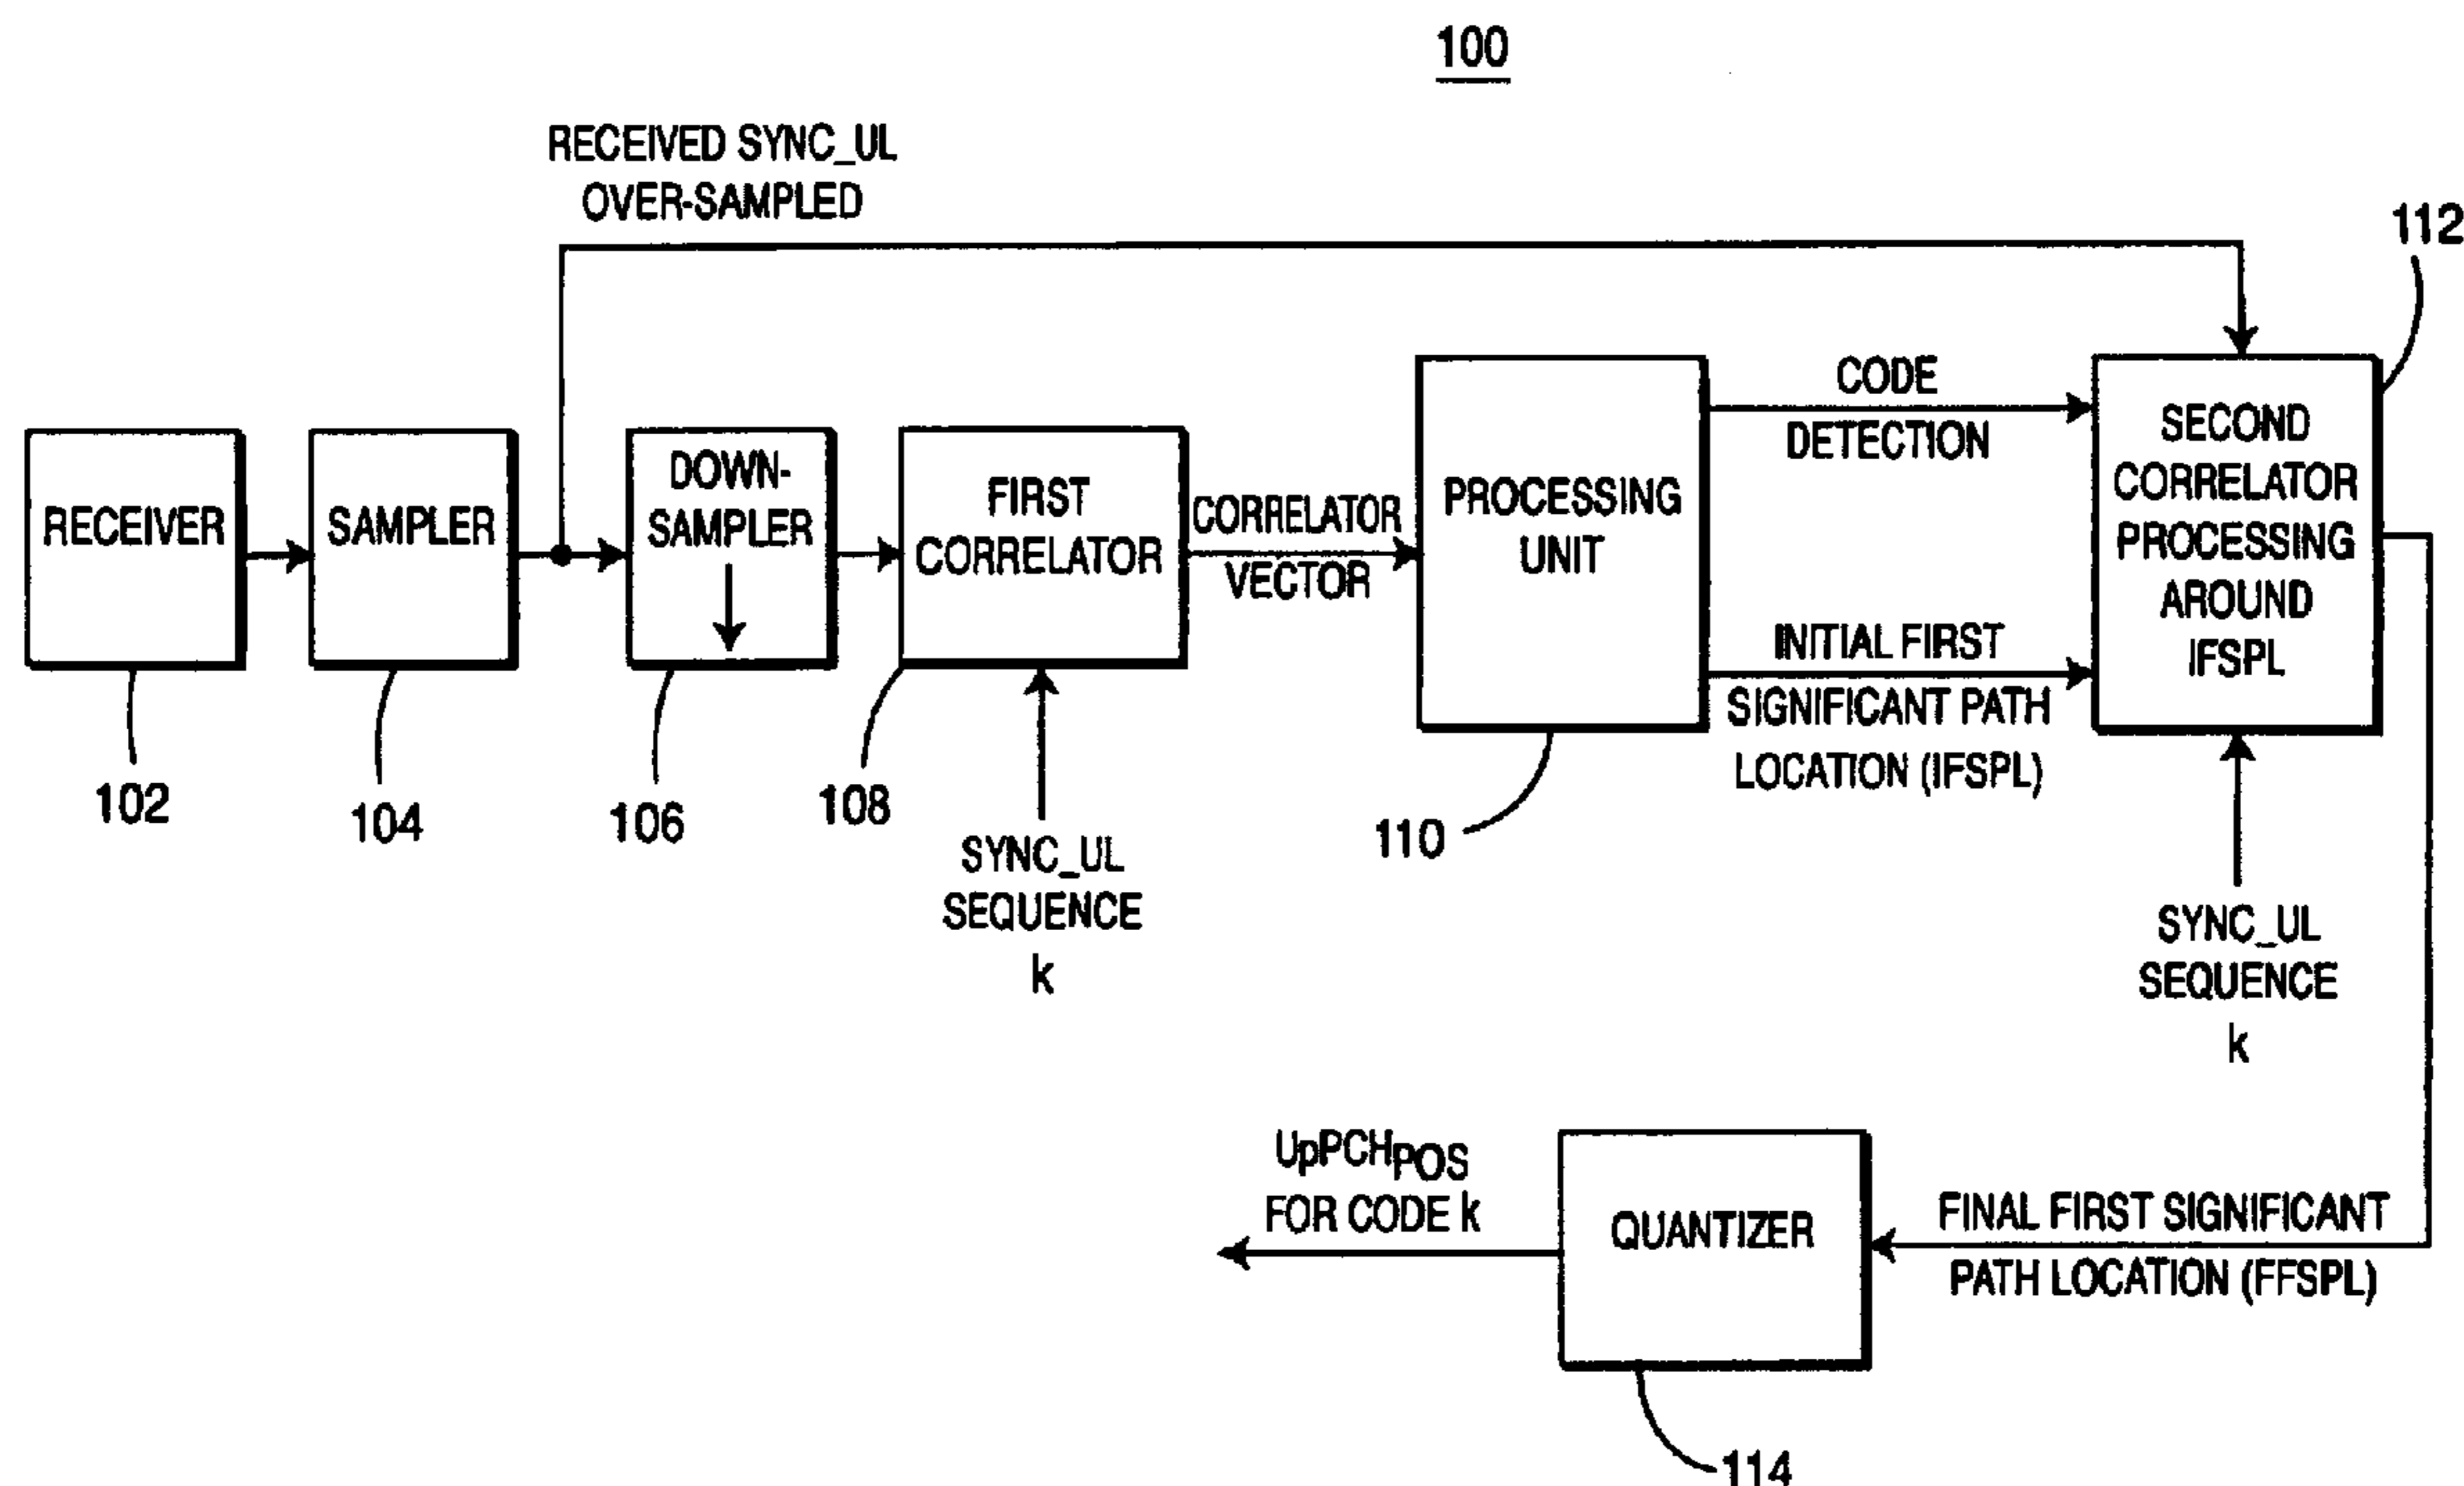 100
RECEIVED SYNC_UL
OVER-SAMPLED
112
RECEIVER
102
SAMPLER
104
DOWN-
SAMPLER
106
FIRST
CORRELATOR
108
SYNC_UL
SEQUENCE
k
CORRELATOR
VECTOR
PROCESSING
UNIT
110
CODE
DETECTION
INITIAL FIRST
SIGNIFICANT PATH
LOCATION (IFSPL)
SECOND
CORRELATOR
PROCESSING
AROUND
IFSPL
SYNC_UL
SEQUENCE
k
UpPCHPOS
FOR CODE k
QUANTIZER
114
FINAL FIRST SIGNIFICANT
PATH LOCATION (FFSPL)